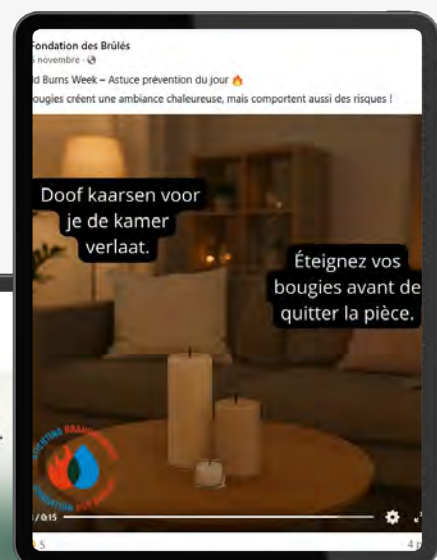 Fondation des Brûlés
novembre
Burns Week – Astuce prévention du jour
ougies créent une ambiance chaleureuse, mais comportent aussi des risques !
Doof kaarsen voor
je de kamer
verlaat.
Éteignez vos
bougies avant de
quitter la pièce.
/ 0:15
5